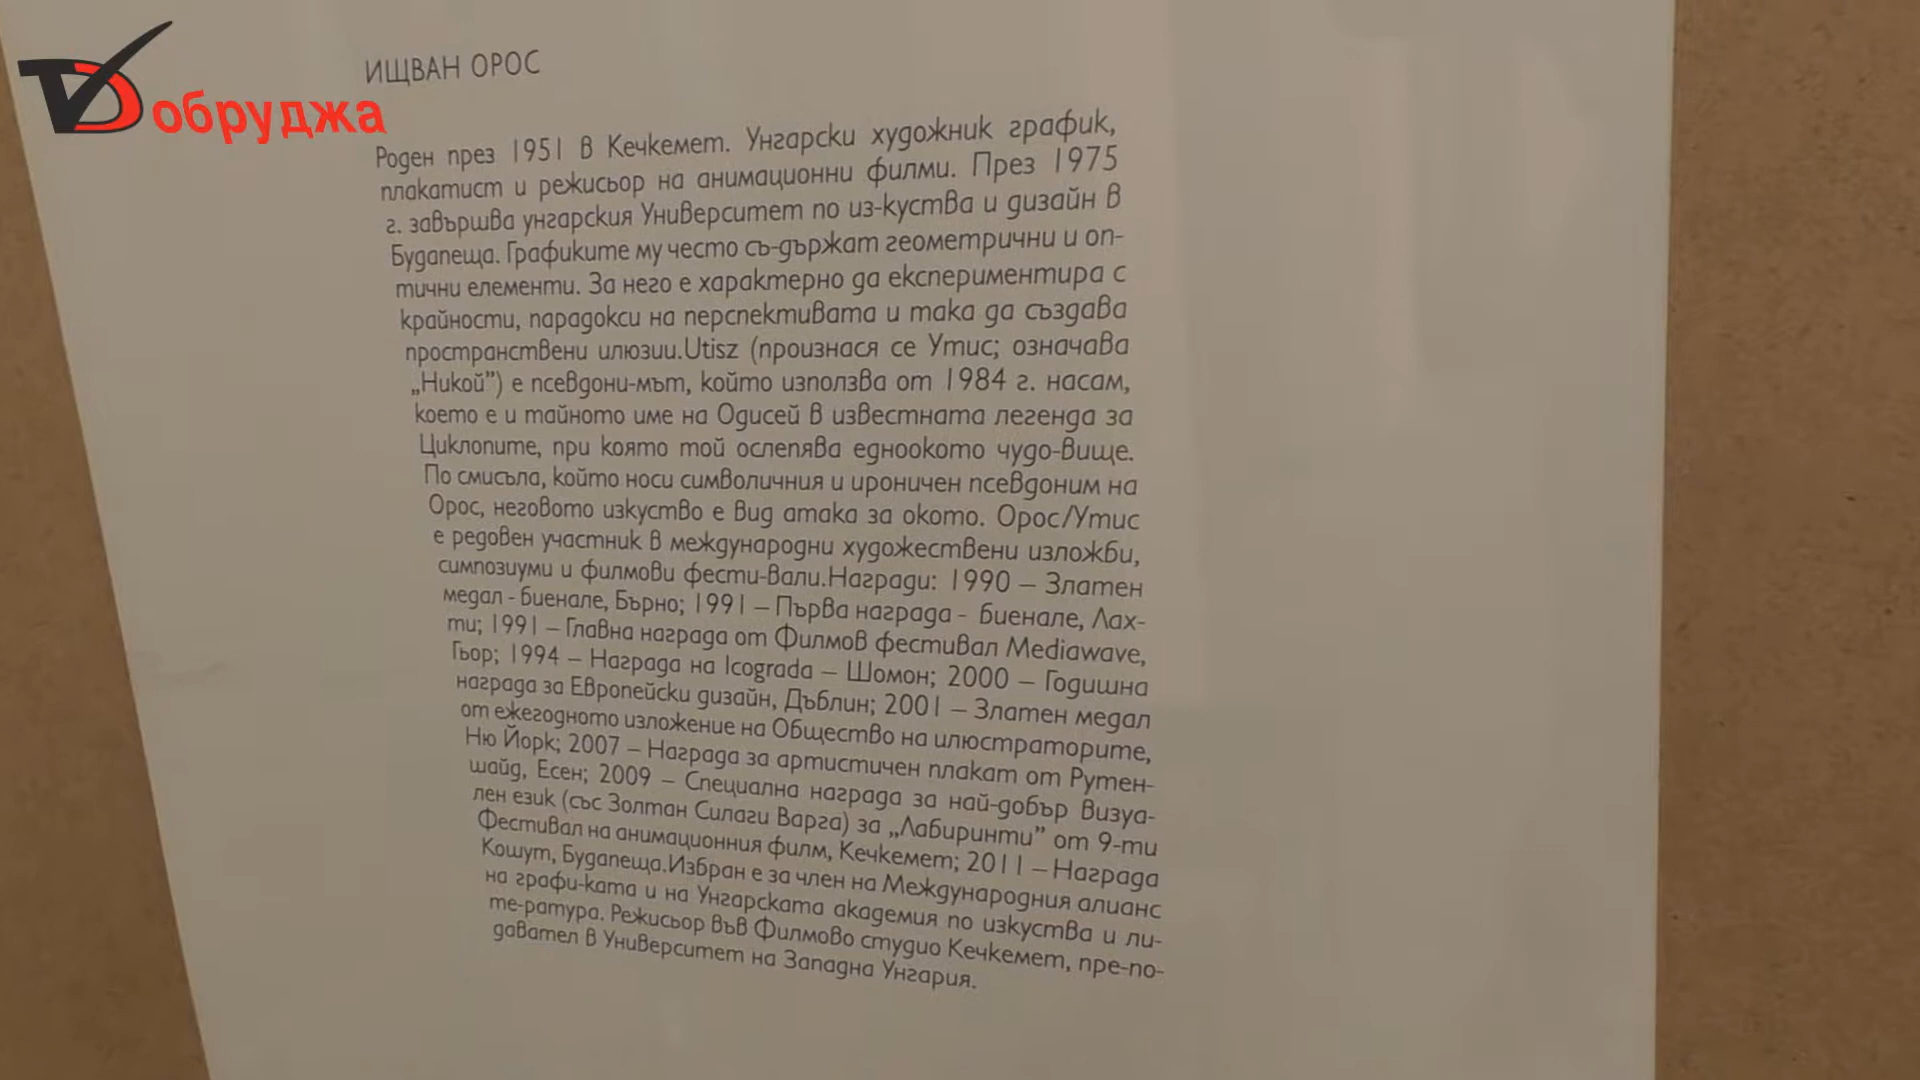 обруджа
ИЩВАН ОРОС
Роден през 1951 в Кечкемет. Унгарски художник график,
плакатист и режисьор на анимационни филми. През 1975
г. завършва унгарския Университет по из-куства и дизайн в
Будапеща. Графиките му често съ-държат геометрични и оп-
тични елементи. За него е характерно да експериментира с
крайности, парадокси на перспективата и така да създава
пространствени илюзии.Utisz (произнася се Утис; означава
„Никой”) е псевдони-мът, който използва от 1984 г. насам,
което е и тайното име на Одисей в известната легенда за
Циклопите, при която той ослепява едноокото чудо-вище.
По смисъла, който носи символичния и ироничен псевдоним на
Орос, неговото изкуство е вид атака за окото. Орос/Утис
е редовен участник в международни художествени изложби,
симпозиуми и филмови фести-вали.Награди: 1990 – Златен
медал - биенале, Бърно; 1991 – Първа награда - биенале, Лах-
ти; 1991 – Главна награда от Филмов фестивал Mediawave,
Гьор; 1994 – Награда на Icograda – Шомон; 2000 – Годишна
награда за Европейски дизайн, Дъблин; 2001 – Златен медал
от ежегодното изложение на Общество на илюстраторите,
Ню Йорк; 2007 – Награда за артистичен плакат от Рутен-
шайд, Есен; 2009 – Специална награда за най-добър визуа-
лен език (със Золтан Силаги Варга) за „Лабиринти” от 9-ти
Фестивал на анимационния филм, Кечкемет; 2011 – Награда
Кошут, Будапеща.Избран е за член на Международния алианс
на графи-ката и на Унгарската академия по изкуства и ли-
те-ратура. Режисьор във Филмово студио Кечкемет, пре-по-
давател в Университет на Западна Унгария.